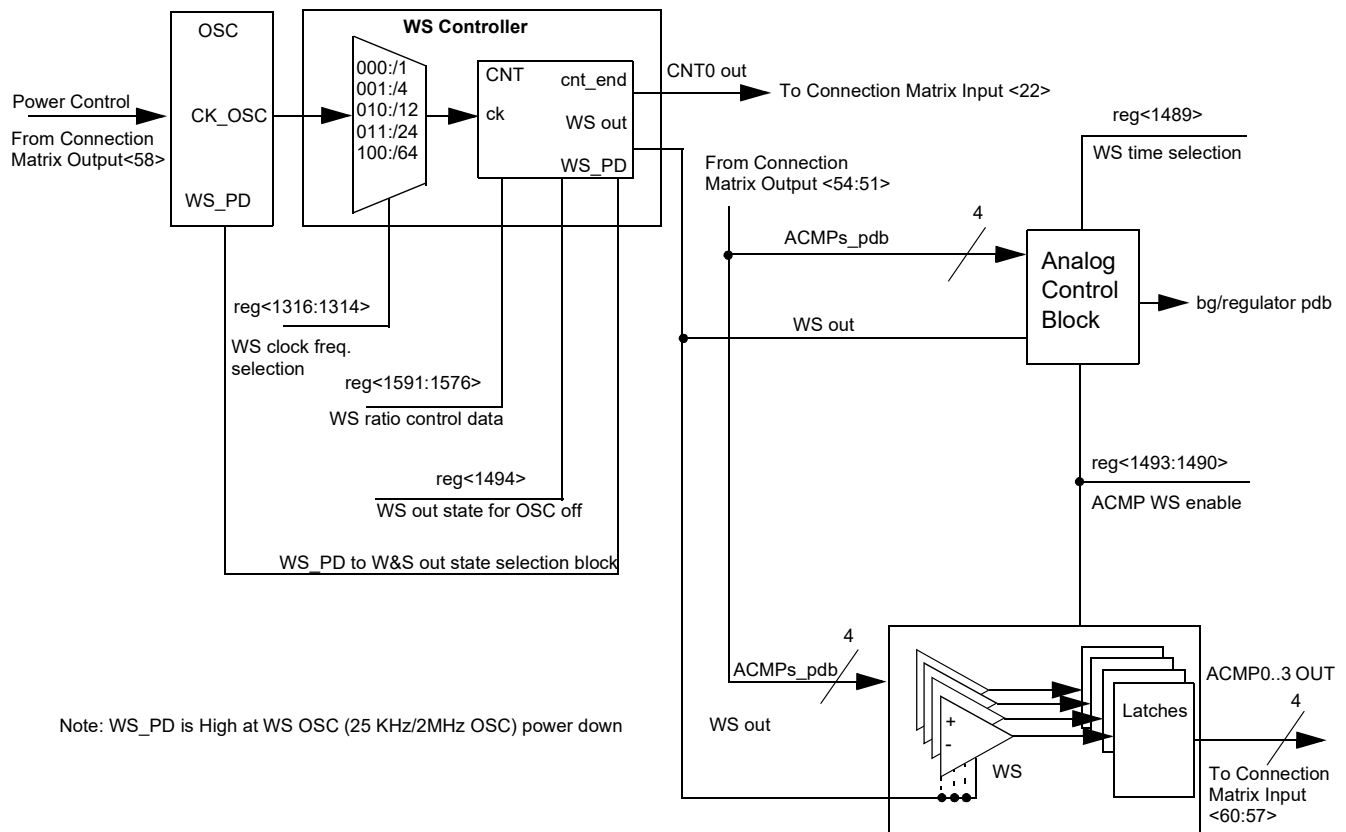 OSC
WS Controller
000:/1
001:/4
010:/12
011:/24
100:/64
CNT
cnt_end
ck
WS out
WS_PD
CNT0 out
To Connection Matrix Input <22>
Power Control
CK_OSC
From Connection
Matrix Output<58>
WS_PD
reg<1489>
WS time selection
From Connection
Matrix Output <54:51>
4
ACMPs_pdb
Analog
Control
Block
bg/regulator pdb
WS out
reg<1316:1314>
WS clock freq.
selection
reg<1591:1576>
WS ratio control data
reg<1494>
WS out state for OSC off
reg<1493:1490>
ACMP WS enable
WS_PD to W&S out state selection block
4
ACMPs_pdb
ACMP0..3 OUT
4
Latches
+
-
WS out
WS
Note: WS_PD is High at WS OSC (25 KHz/2MHz OSC) power down
To Connection
Matrix Input
<60:57>